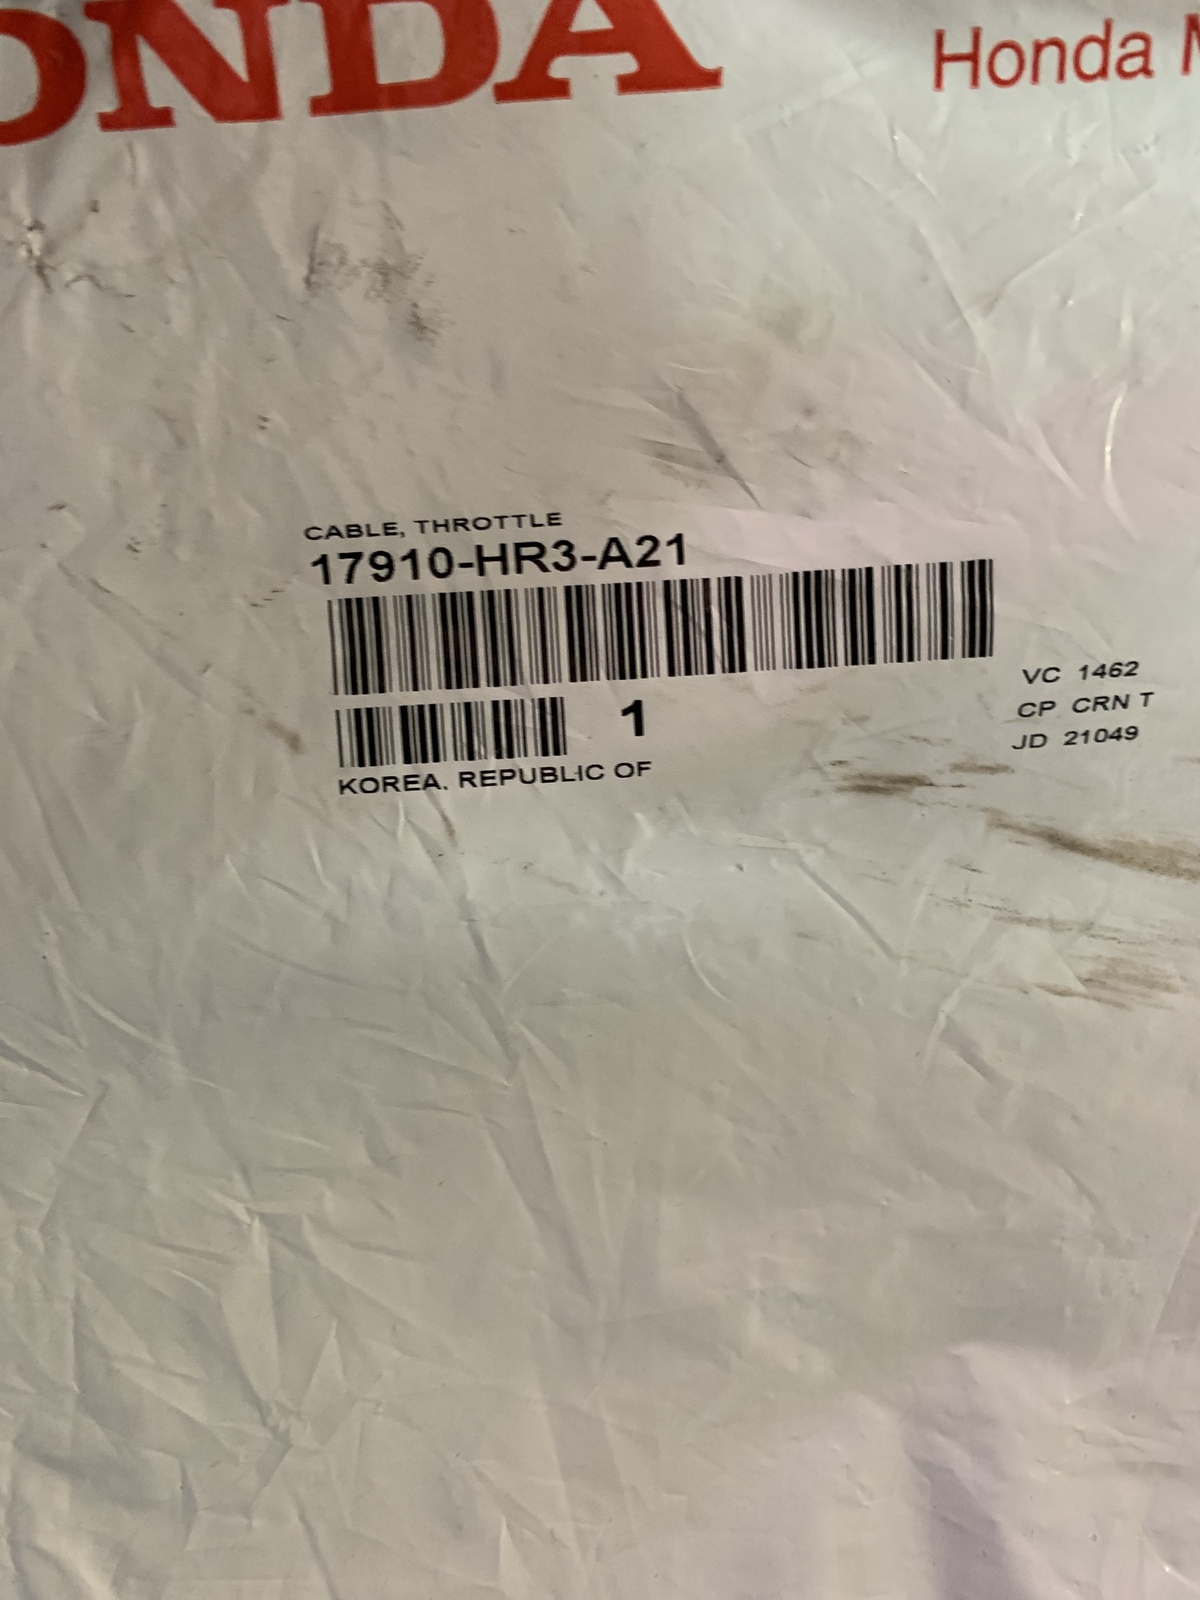 ONDA
Honda M
CABLE, THROTTLE
17910-HR3-A21
1
KOREA. REPUBLIC OF
VC 1462
CP CRN T
JD 21049